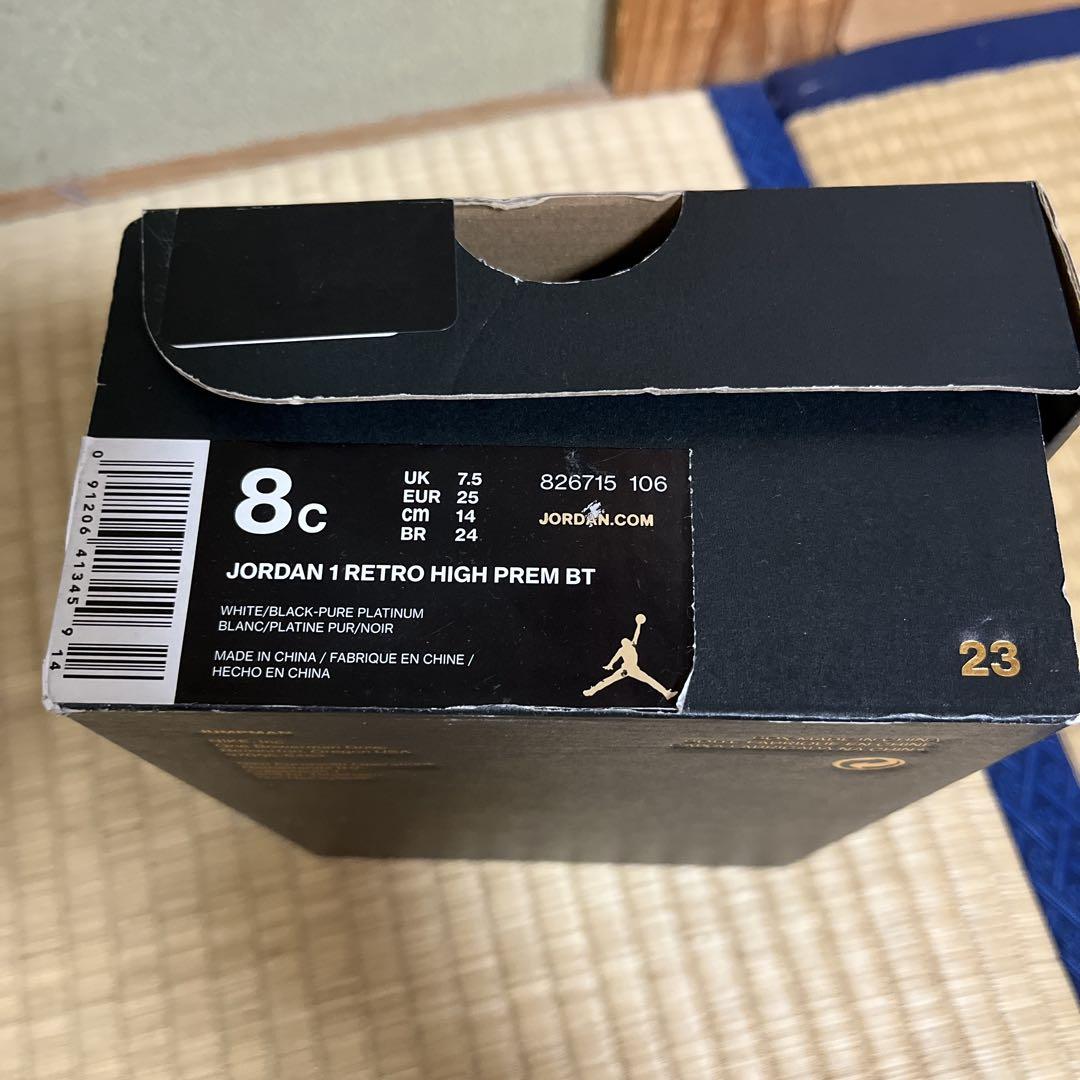 0 91206 41345 9 14
8c
UK 7.5
EUR 25
cm 14
BR 24
826715 106
JORDAN.COM
JORDAN 1 RETRO HIGH PREM BT
WHITE/BLACK-PURE PLATINUM
BLANC/PLATINE PUR/NOIR
MADE IN CHINA / FABRIQUE EN CHINE /
HECHO EN CHINA
23
JUMPMAN